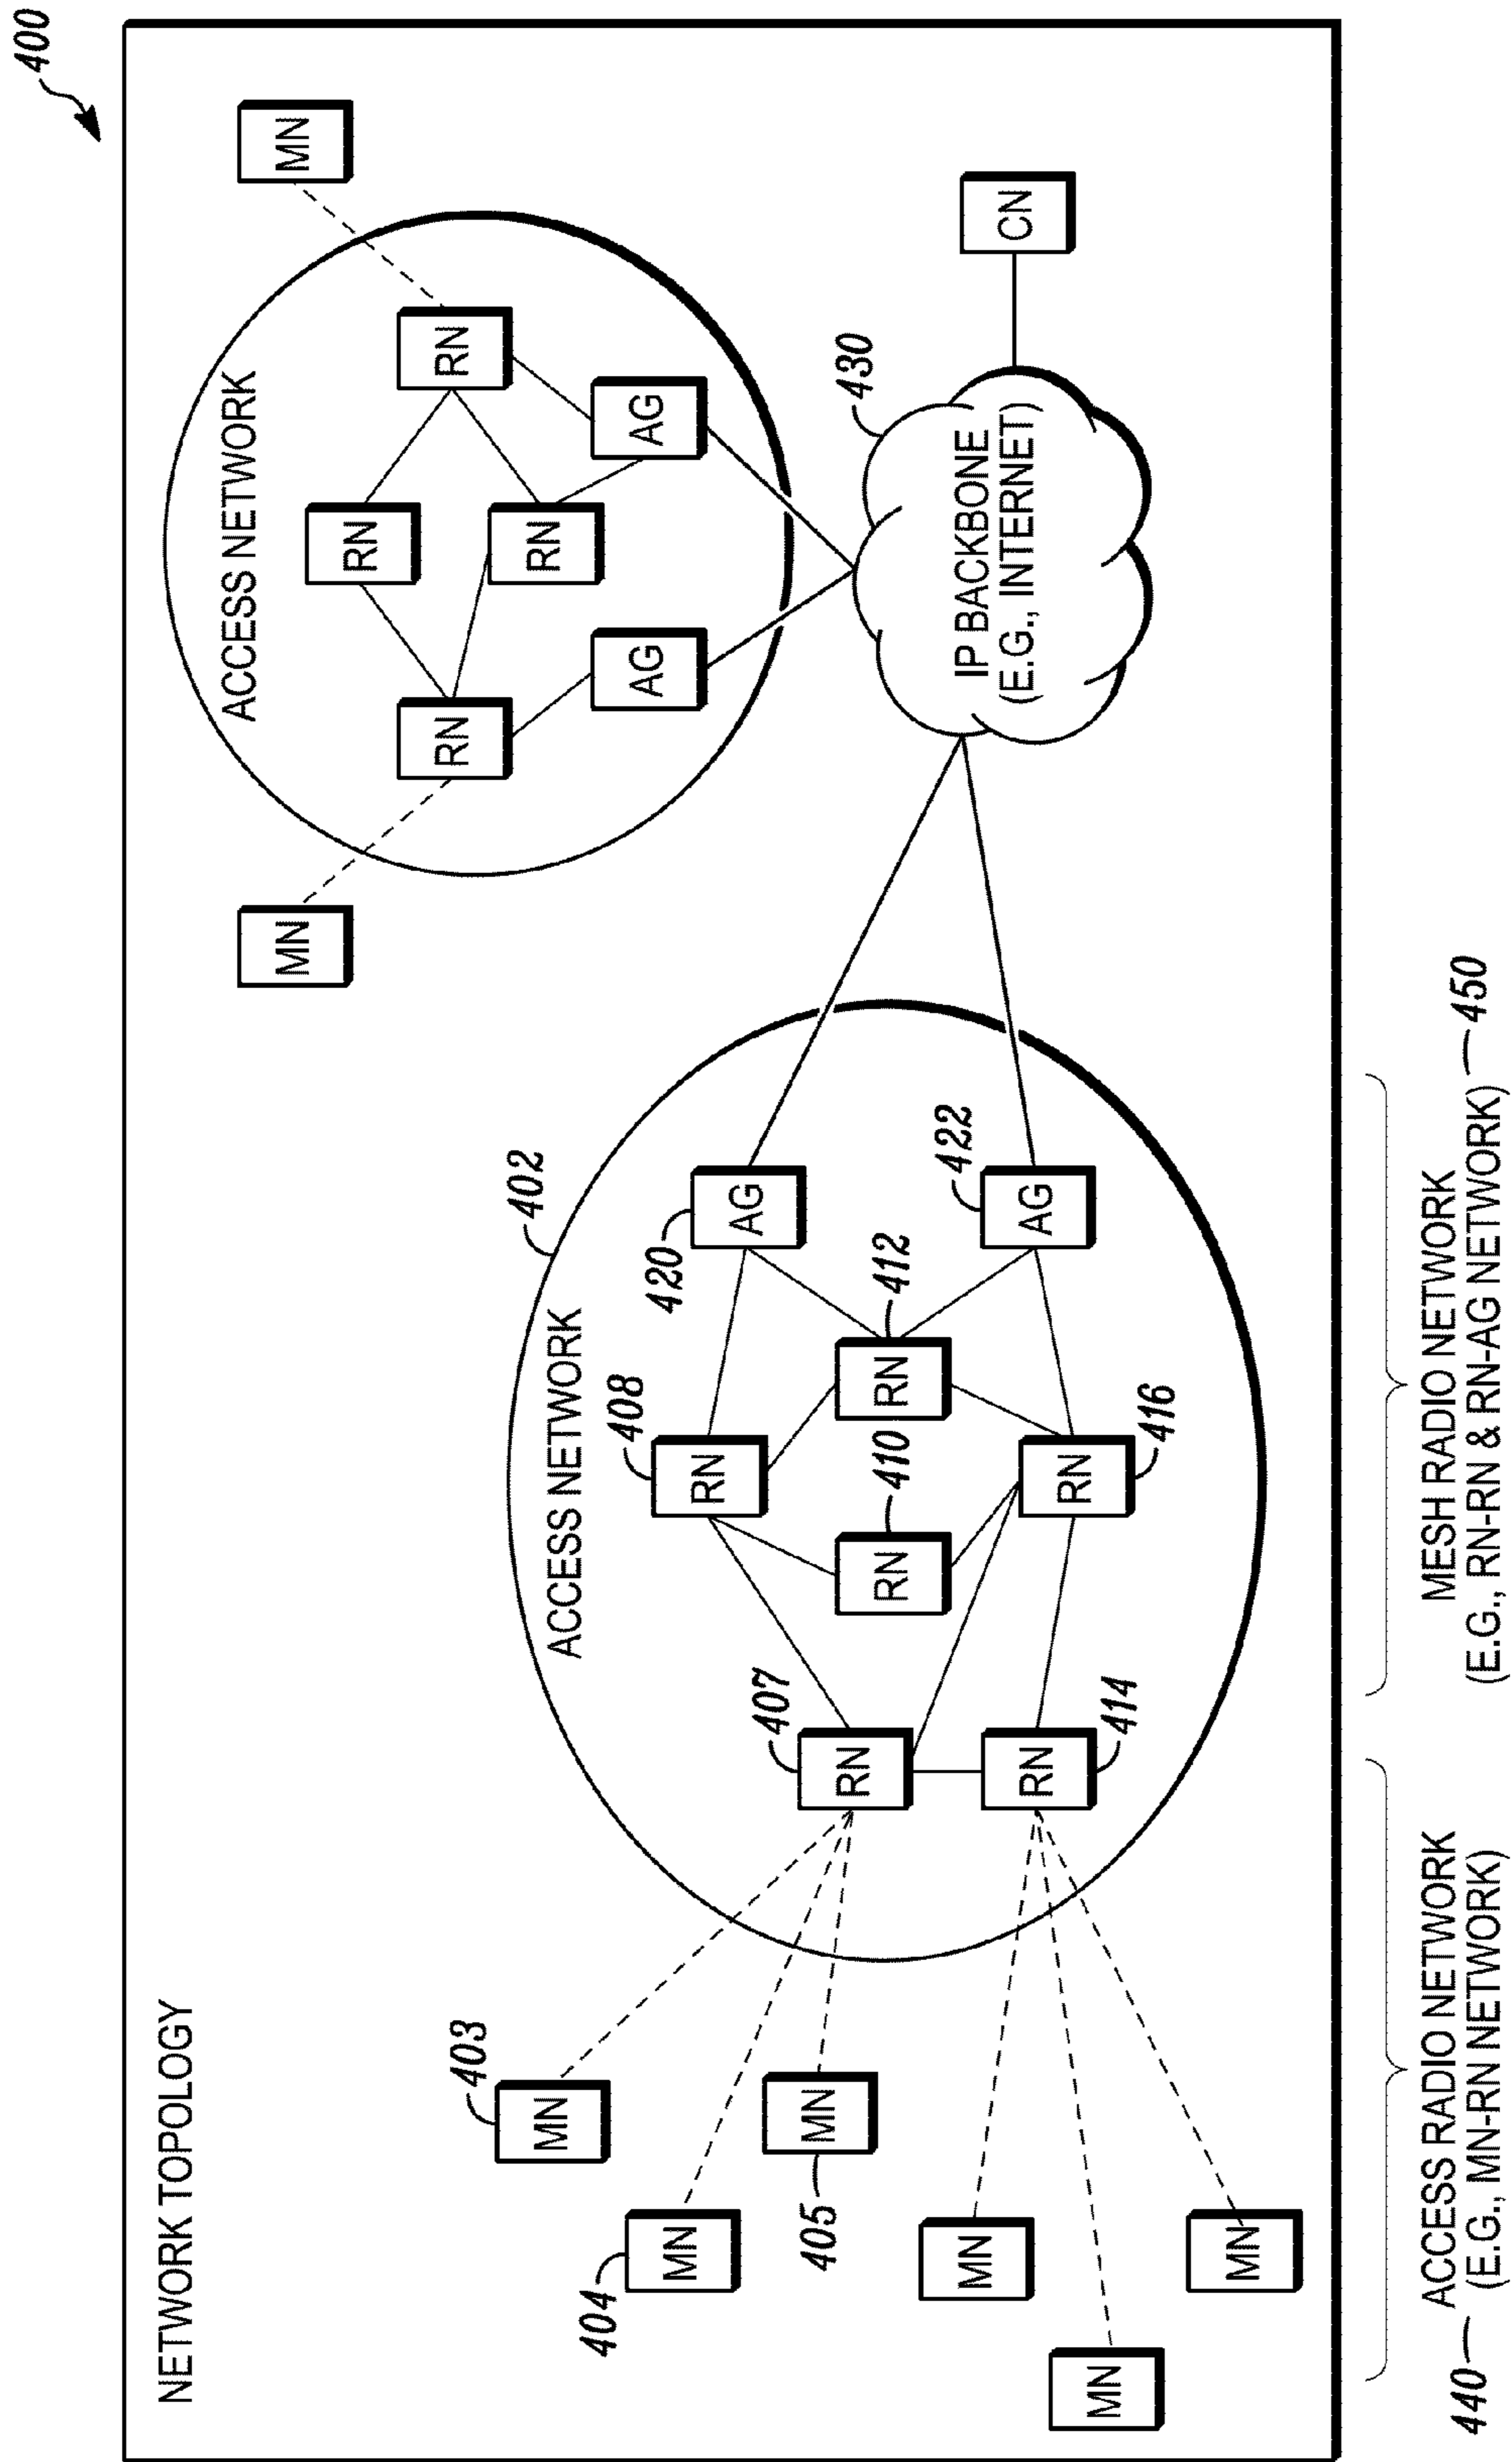 400
NETWORK TOPOLOGY
MN
MN
ACCESS NETWORK
RN
RN
RN
RN
AG
AG
CN
430
IP BACKBONE
(E.G., INTERNET)
402
ACCESS NETWORK
403
MN
404
MN
405
MN
MN
MN
MN
407
RN
408
RN
410
RN
412
RN
414
RN
416
RN
420
AG
422
AG
440
ACCESS RADIO NETWORK
(E.G., MN-RN NETWORK)
450
MESH RADIO NETWORK
(E.G., RN-RN & RN-AG NETWORK)